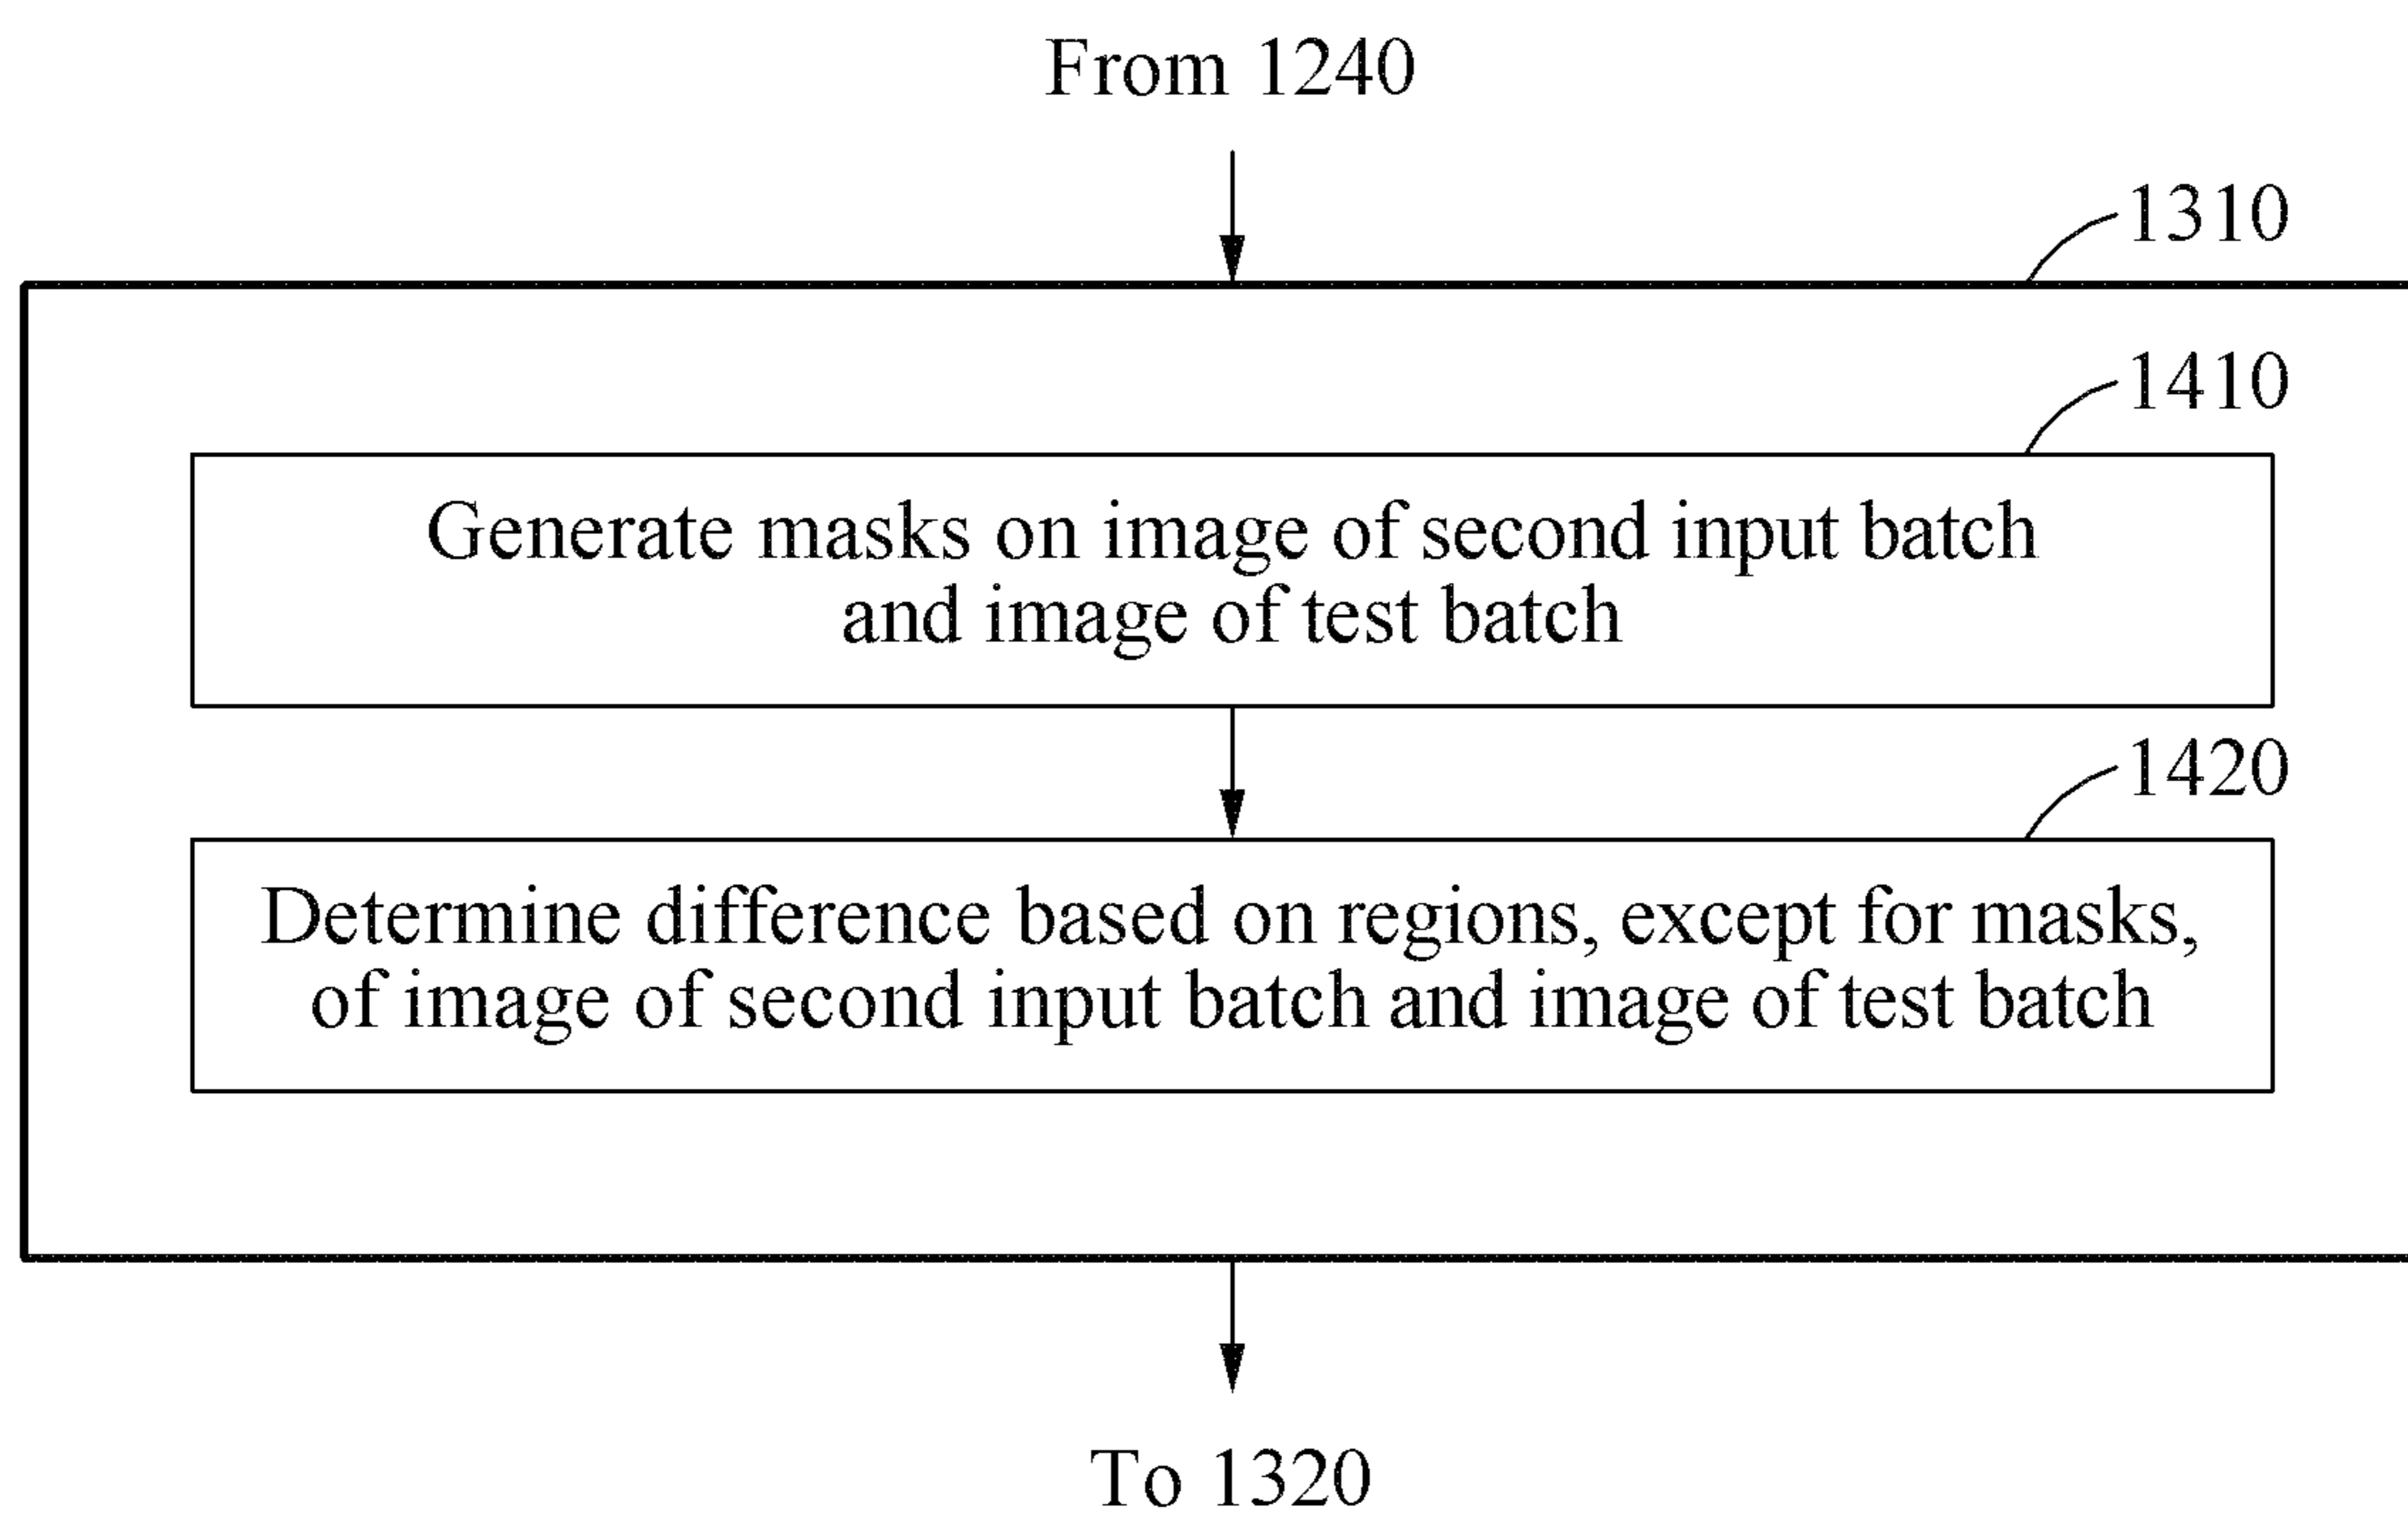 From 1240
1310
1410
Generate masks on image of second input batch
and image of test batch
1420
Determine difference based on regions, except for masks,
of image of second input batch and image of test batch
To 1320